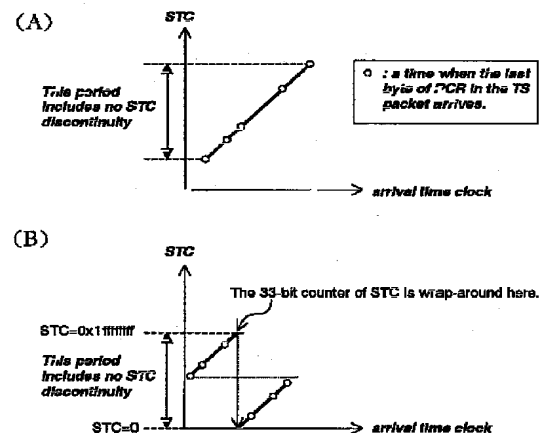 (A)
STC
This period
includes no STC
discontinuity
o : a time when the last
byte of PCR in the TS
packet arrives.
arrival time clock
(B)
STC
The 33-bit counter of STC is wrap-around here.
STC=0x1ffffffff
This period
includes no STC
discontinuity
STC=0
arrival time clock